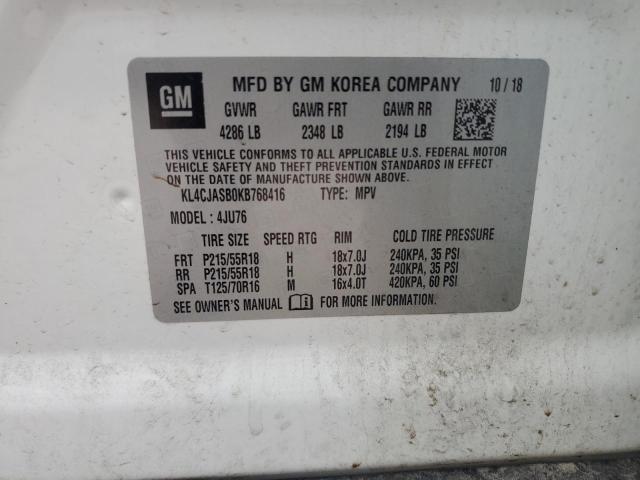 GM
MFD BY GM KOREA COMPANY 10/18
GVWR GAWR FRT GAWR RR
4286 LB 2348 LB 2194 LB
THIS VEHICLE CONFORMS TO ALL APPLICABLE U.S. FEDERAL MOTOR
VEHICLE SAFETY AND THEFT PREVENTION STANDARDS IN EFFECT
ON THE DATE OF MANUFACTURE SHOWN ABOVE.
KL4CJASB0KB768416 TYPE: MPV
MODEL: 4JU76
TIRE SIZE SPEED RTG RIM COLD TIRE PRESSURE
FRT P215/55R18 H 18x7.0J 240KPA, 35 PSI
RR P215/55R18 H 18x7.0J 240KPA, 35 PSI
SPA T125/70R16 M 16x4.0T 420KPA, 60 PSI
SEE OWNER'S MANUAL FOR MORE INFORMATION.